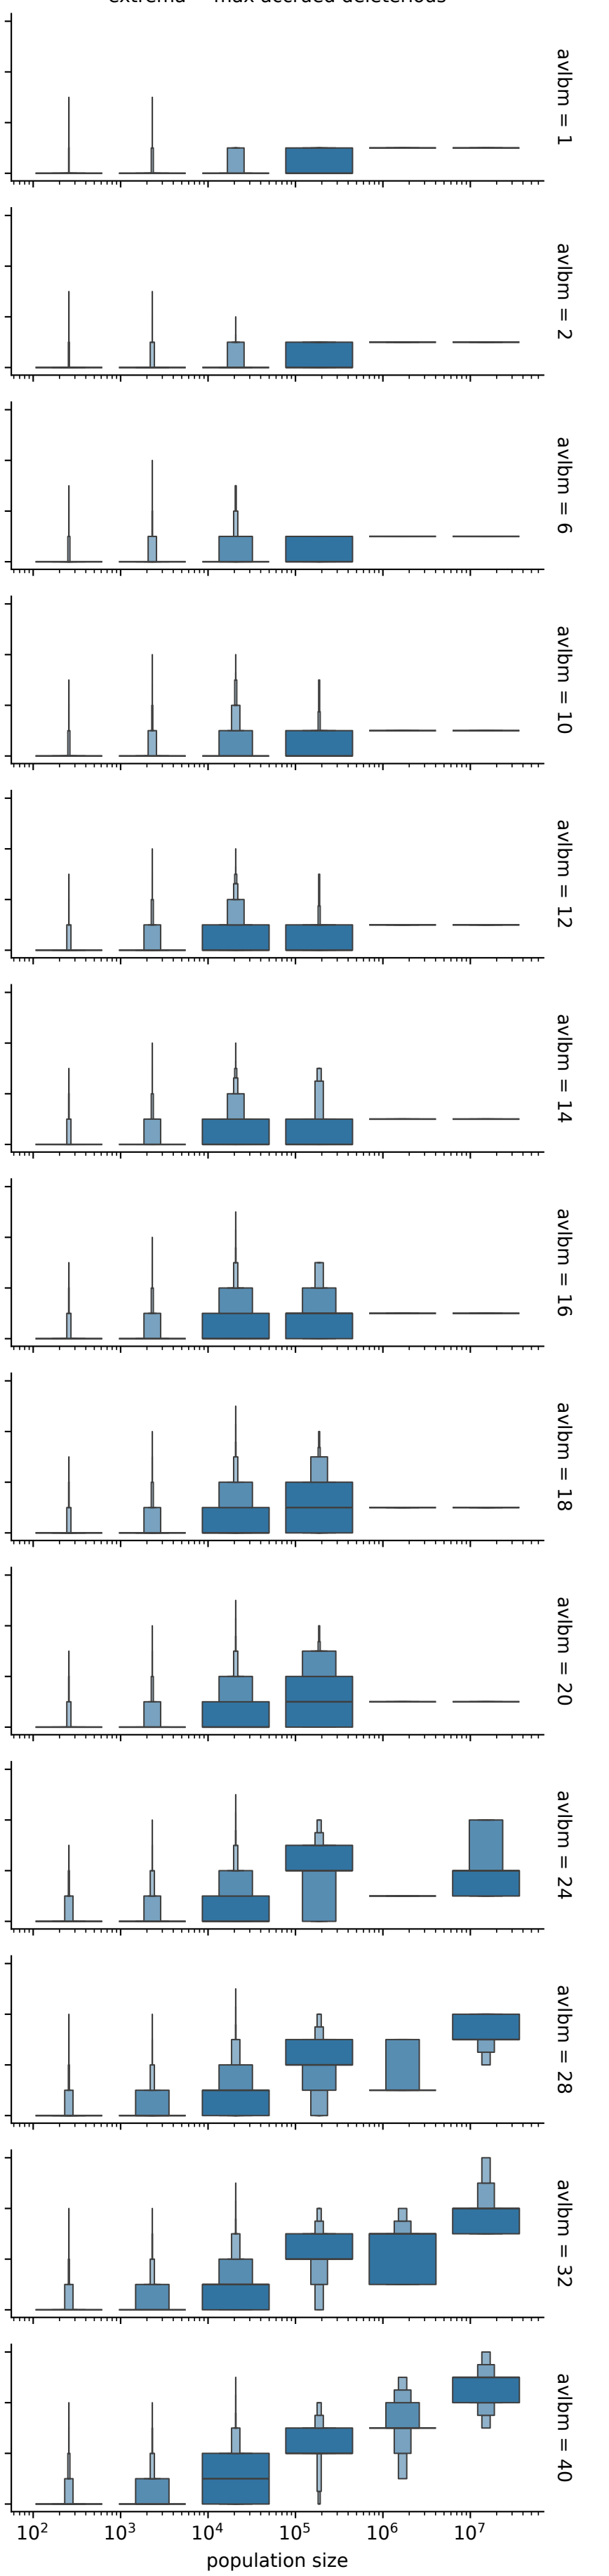 extrema = max accrued deleterious
avlbm = 1
avlbm = 2
avlbm = 6
avlbm = 10
avlbm = 12
avlbm = 14
avlbm = 16
avlbm = 18
avlbm = 20
avlbm = 24
avlbm = 28
avlbm = 32
avlbm = 40
10² 10³ 10⁴ 10⁵ 10⁶ 10⁷
population size